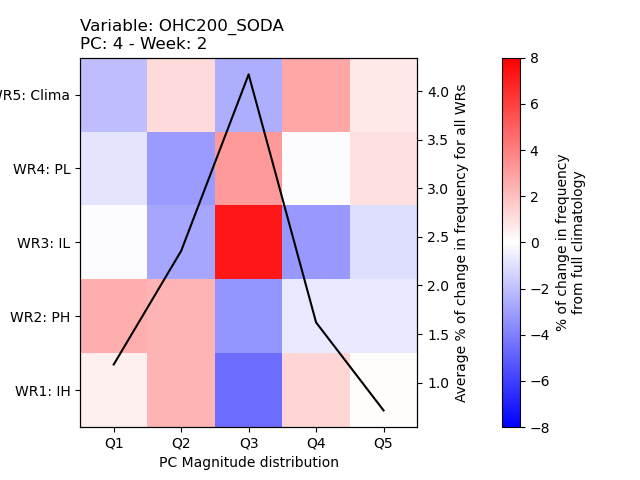 Variable: OHC200_SODA
PC: 4 - Week: 2
WR5: Clima
WR4: PL
WR3: IL
WR2: PH
WR1: IH
Q1 Q2 Q3 Q4 Q5
PC Magnitude distribution
4.0
3.5
3.0
2.5
2.0
1.5
1.0
Average % of change in frequency for all WRs
8
6
4
2
0
−2
−4
−6
−8
% of change in frequency
from full climatology